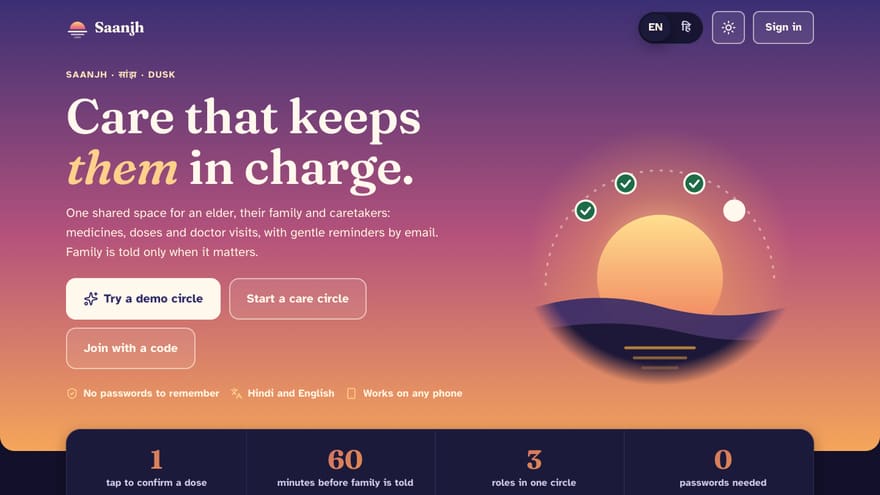 Saanjh
EN हि Sign in
SAANJH · सांझ · DUSK
Care that keeps
them in charge.
One shared space for an elder, their family and caretakers:
medicines, doses and doctor visits, with gentle reminders by email.
Family is told only when it matters.
Try a demo circle
Start a care circle
Join with a code
No passwords to remember
Hindi and English
Works on any phone
1
tap to confirm a dose
60
minutes before family is told
3
roles in one circle
0
passwords needed